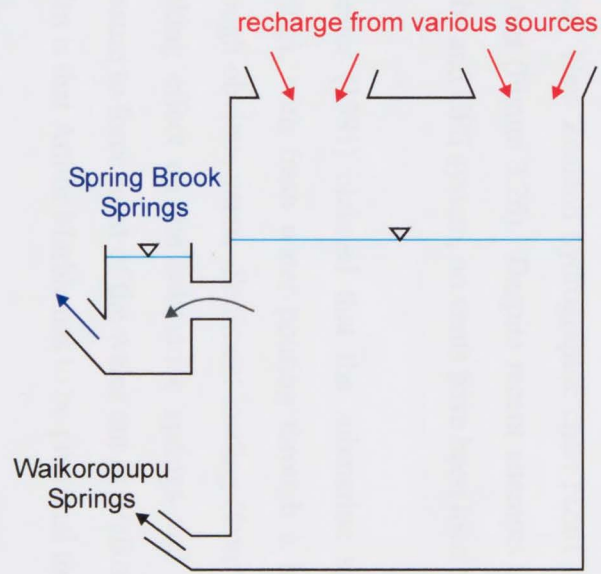 recharge from various sources
Spring Brook
Springs
Waikoropupu
Springs